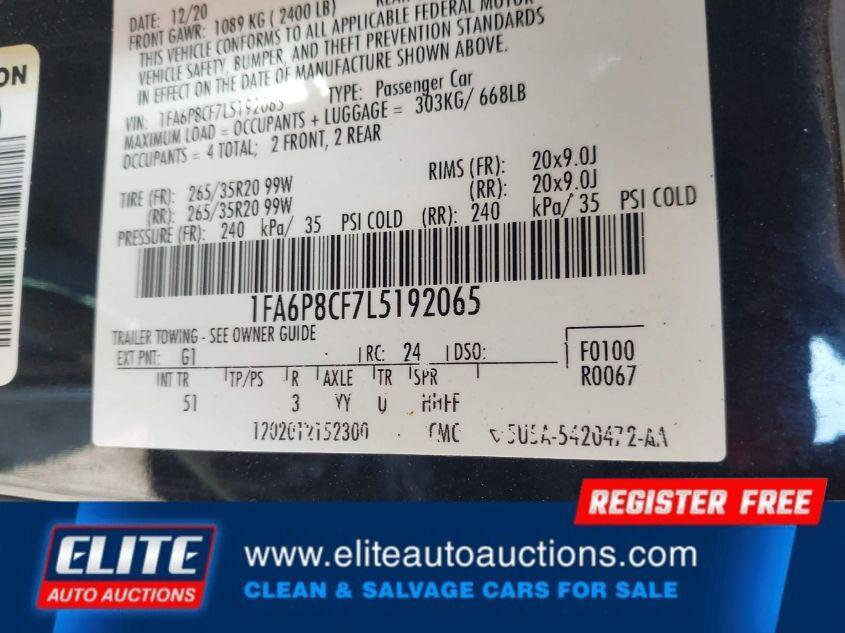 DATE: 12/20
FRONT GAWR: 1089 KG ( 2400 LB)
THIS VEHICLE CONFORMS TO ALL APPLICABLE FEDERAL MOTOR
VEHICLE SAFETY, BUMPER, AND THEFT PREVENTION STANDARDS
IN EFFECT ON THE DATE OF MANUFACTURE SHOWN ABOVE.
ON
VIN: 1FA6P8CF7L5192065 TYPE: Passenger Car
MAXIMUM LOAD = OCCUPANTS + LUGGAGE = 303KG/ 668LB
OCCUPANTS = 4 TOTAL; 2 FRONT, 2 REAR
TIRE (FR): 265/35R20 99W RIMS (FR): 20x9.0J
(RR): 265/35R20 99W (RR): 20x9.0J
PRESSURE (FR): 240 kPa/ 35 PSI COLD (RR): 240 kPa/ 35 PSI COLD
1FA6P8CF7L5192065
TRAILER TOWING - SEE OWNER GUIDE
EXT PNT: G1 RC: 24 DSO: F0100
INT TR TP/PS R AXLE TR SPR R0067
51 3 YY U HHFF
REGISTER FREE
ELITE
AUTO AUCTIONS
www.eliteautoauctions.com
CLEAN & SALVAGE CARS FOR SALE